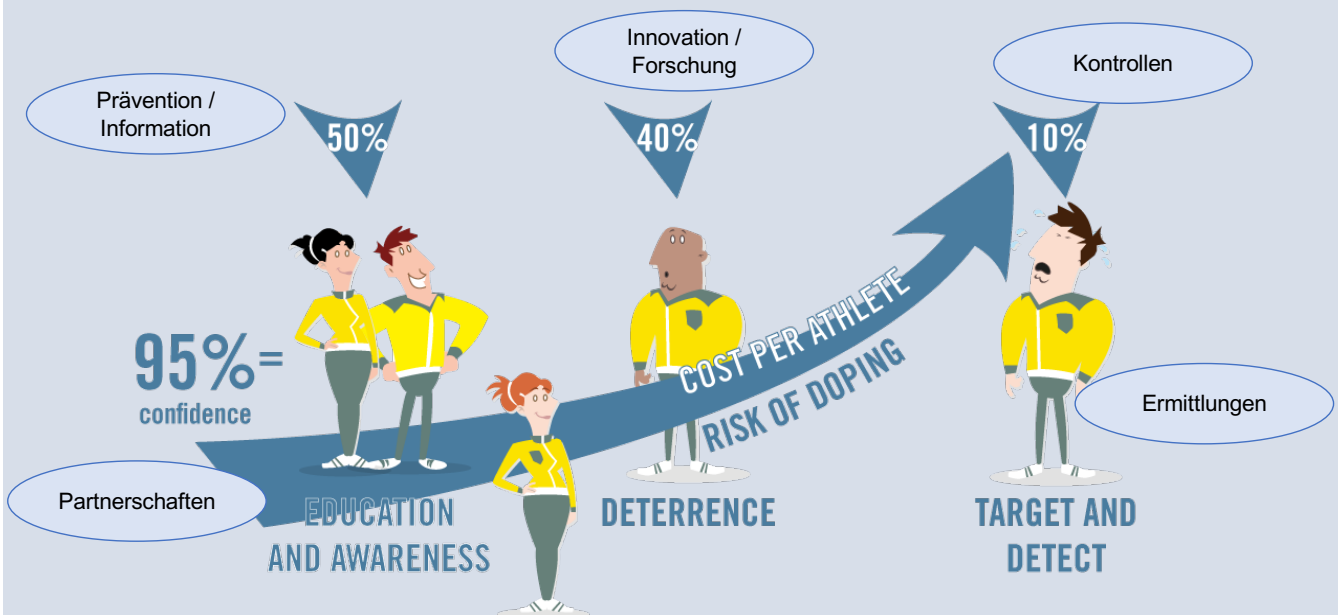 Innovation /
Forschung
Kontrollen
Prävention /
Information
50%
40%
10%
95%=
confidence
COST PER ATHLETE
RISK OF DOPING
Ermittlungen
Partnerschaften
EDUCATION
AND AWARENESS
DETERRENCE
TARGET AND
DETECT